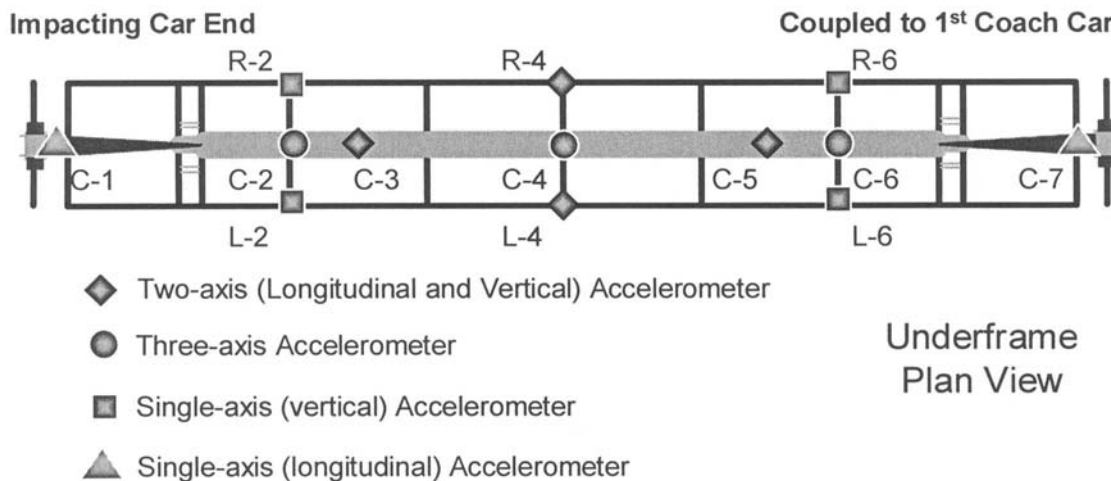 Impacting Car End
Coupled to 1st Coach Car
R-2
R-4
R-6
C-1
C-2
C-3
C-4
C-5
C-6
C-7
L-2
L-4
L-6
Two-axis (Longitudinal and Vertical) Accelerometer
Three-axis Accelerometer
Single-axis (vertical) Accelerometer
Single-axis (longitudinal) Accelerometer
Underframe
Plan View